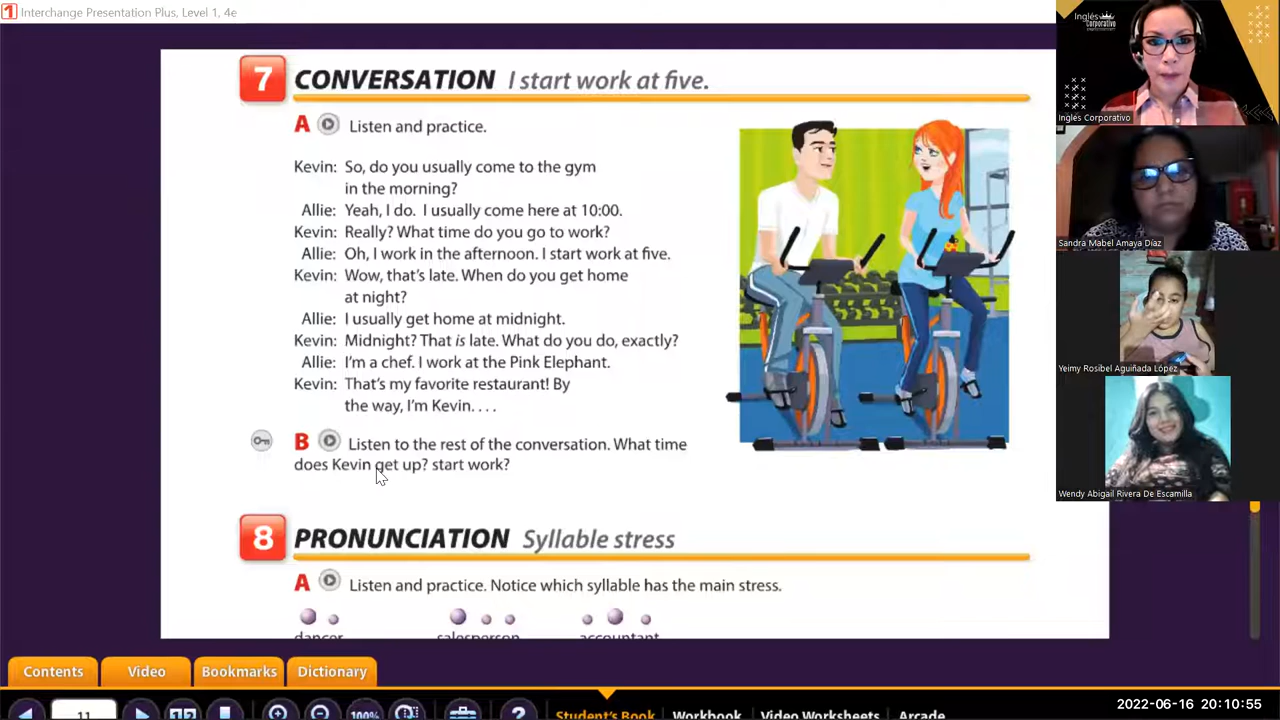 Interchange Presentation Plus, Level 1, 4e
7 CONVERSATION I start work at five.
A Listen and practice.
Kevin: So, do you usually come to the gym
in the morning?
Allie: Yeah, I do. I usually come here at 10:00.
Kevin: Really? What time do you go to work?
Allie: Oh, I work in the afternoon. I start work at five.
Kevin: Wow, that's late. When do you get home
at night?
Allie: I usually get home at midnight.
Kevin: Midnight? That is late. What do you do, exactly?
Allie: I'm a chef. I work at the Pink Elephant.
Kevin: That's my favorite restaurant! By
the way, I'm Kevin. . . .
B Listen to the rest of the conversation. What time
does Kevin get up? start work?
8 PRONUNCIATION Syllable stress
A Listen and practice. Notice which syllable has the main stress.
dancer salesperson accountant
Contents Video Bookmarks Dictionary
11 100% ? Student's Book Workbook Video Worksheets Arcade
Inglés
Corporativo
Inglés Corporativo
Sandra Mabel Amaya Díaz
Yeimy Rosibel Aguiñada López
Wendy Abigail Rivera De Escamilla
2022-06-16 20:10:55